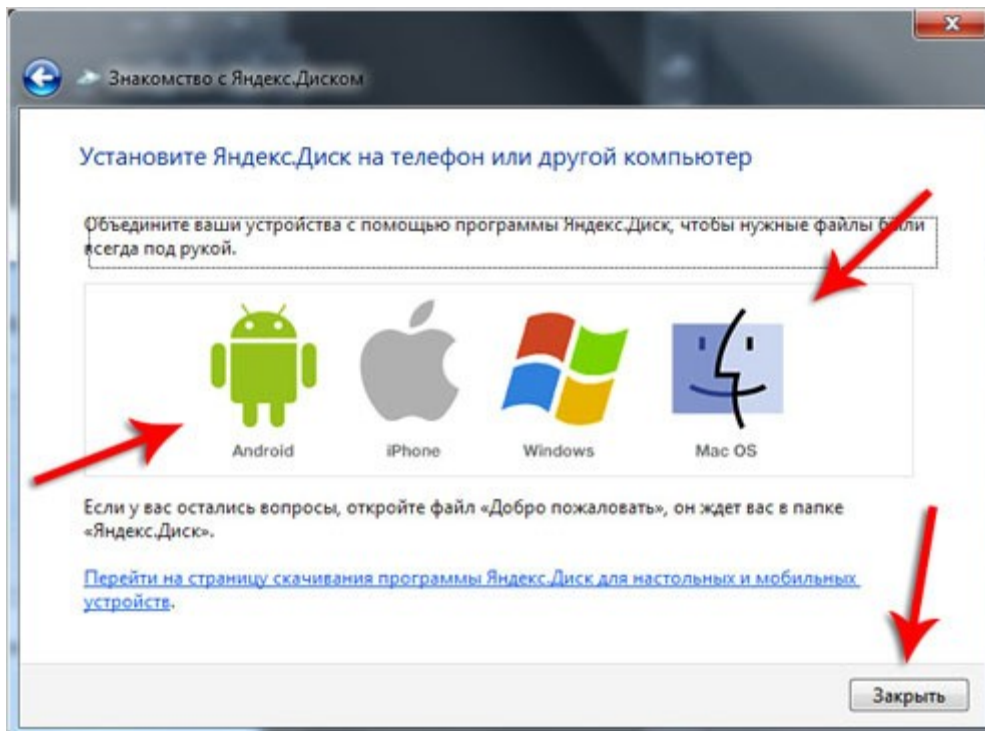 Знакомство с Яндекс.Диском
Установите Яндекс.Диск на телефон или другой компьютер
Объедините ваши устройства с помощью программы Яндекс.Диск, чтобы нужные файлы были
всегда под рукой.
Android iPhone Windows Mac OS
Если у вас остались вопросы, откройте файл «Добро пожаловать», он ждет вас в папке
«Яндекс.Диск».
Перейти на страницу скачивания программы Яндекс.Диск для настольных и мобильных
устройств.
Закрыть